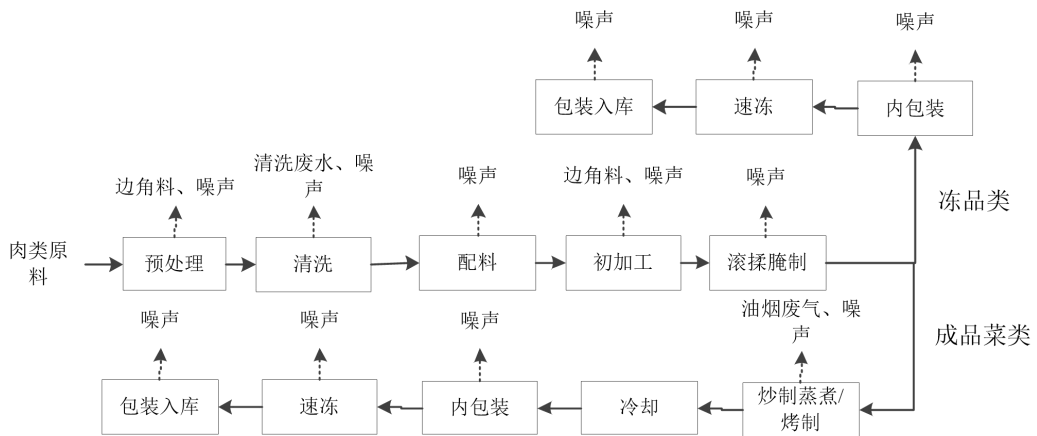 噪声
噪声
噪声
包装入库
速冻
内包装
清洗废水、噪
声
边角料、噪声
噪声
边角料、噪声
噪声
冻品类
肉类原
料
预处理
清洗
配料
初加工
滚揉腌制
油烟废气、噪
声
成品菜类
噪声
噪声
噪声
包装入库
速冻
内包装
冷却
炒制蒸煮/
烤制